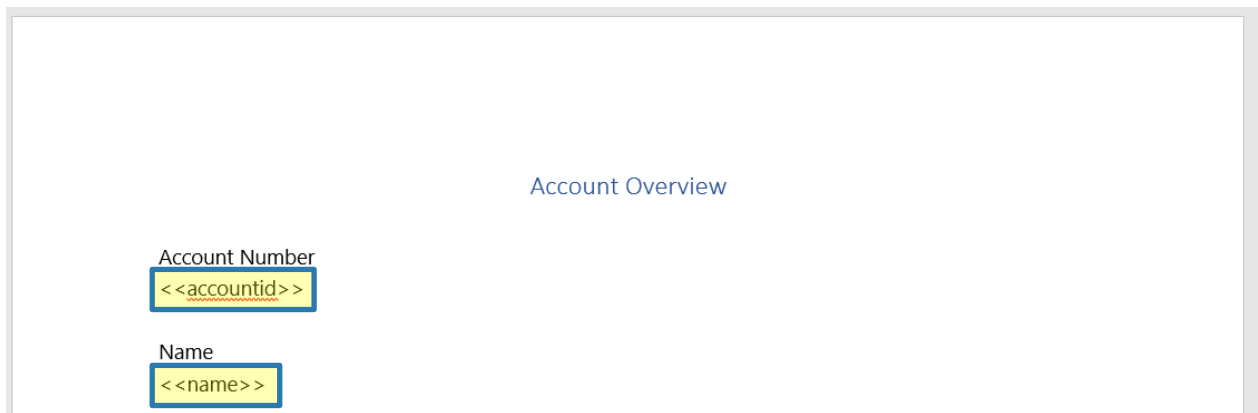 Account Overview
Account Number
<<accountid>>
Name
<<name>>